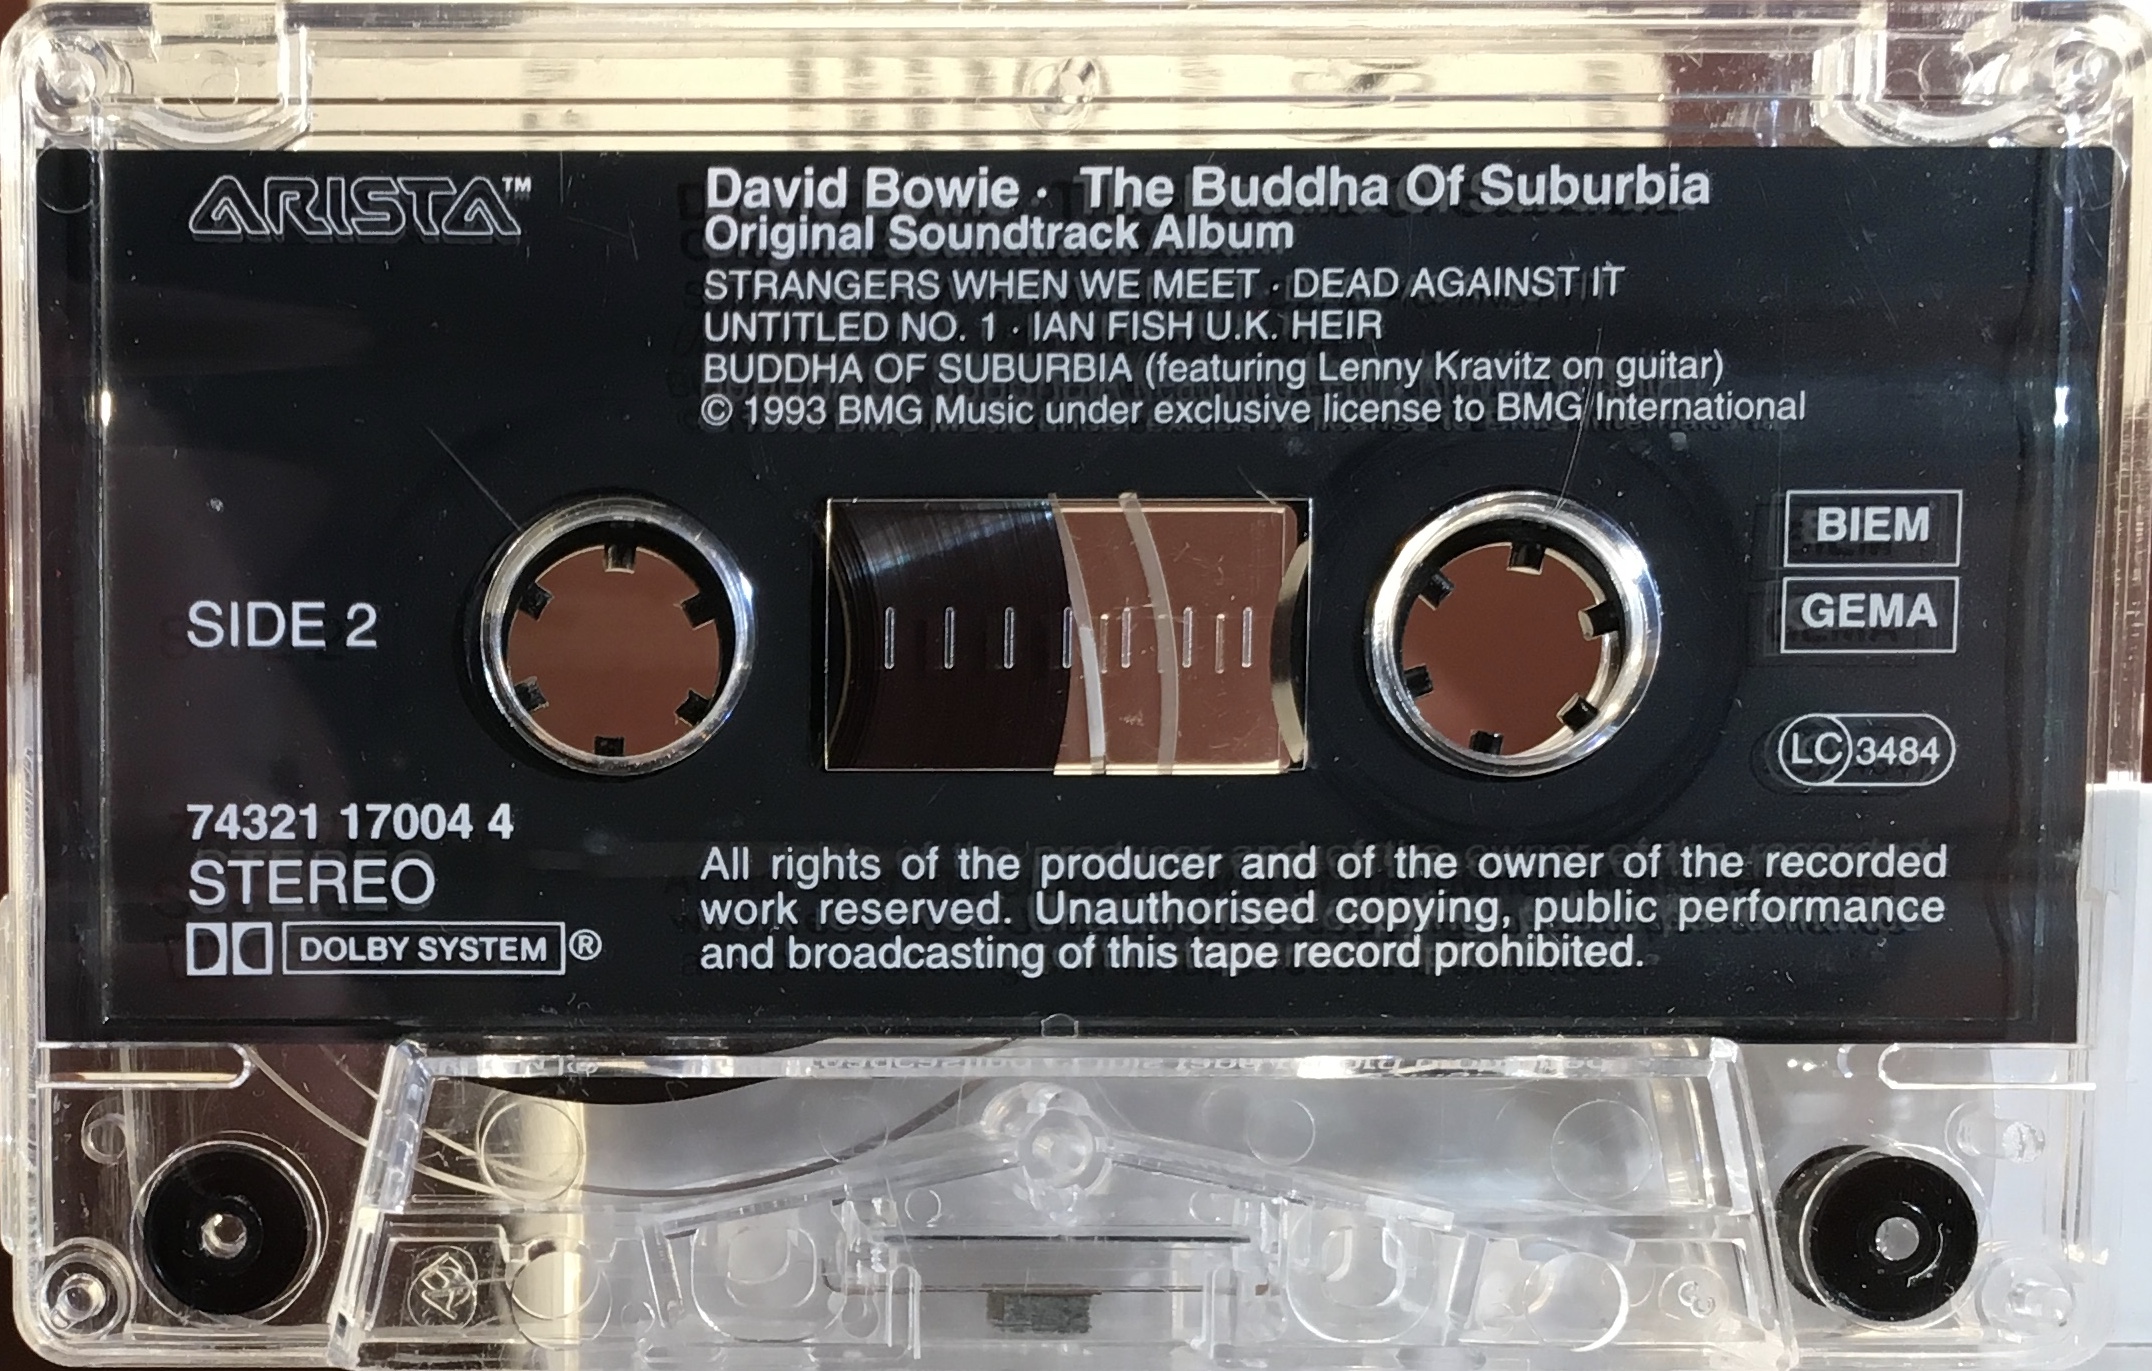 ARISTA™
David Bowie · The Buddha Of Suburbia
Original Soundtrack Album
STRANGERS WHEN WE MEET · DEAD AGAINST IT
UNTITLED NO. 1 · IAN FISH U.K. HEIR
BUDDHA OF SUBURBIA (featuring Lenny Kravitz on guitar)
© 1993 BMG Music under exclusive license to BMG International
BIEM
GEMA
SIDE 2
LC 3484
74321 17004 4
STEREO
DOLBY SYSTEM®
All rights of the producer and of the owner of the recorded
work reserved. Unauthorised copying, public performance
and broadcasting of this tape record prohibited.